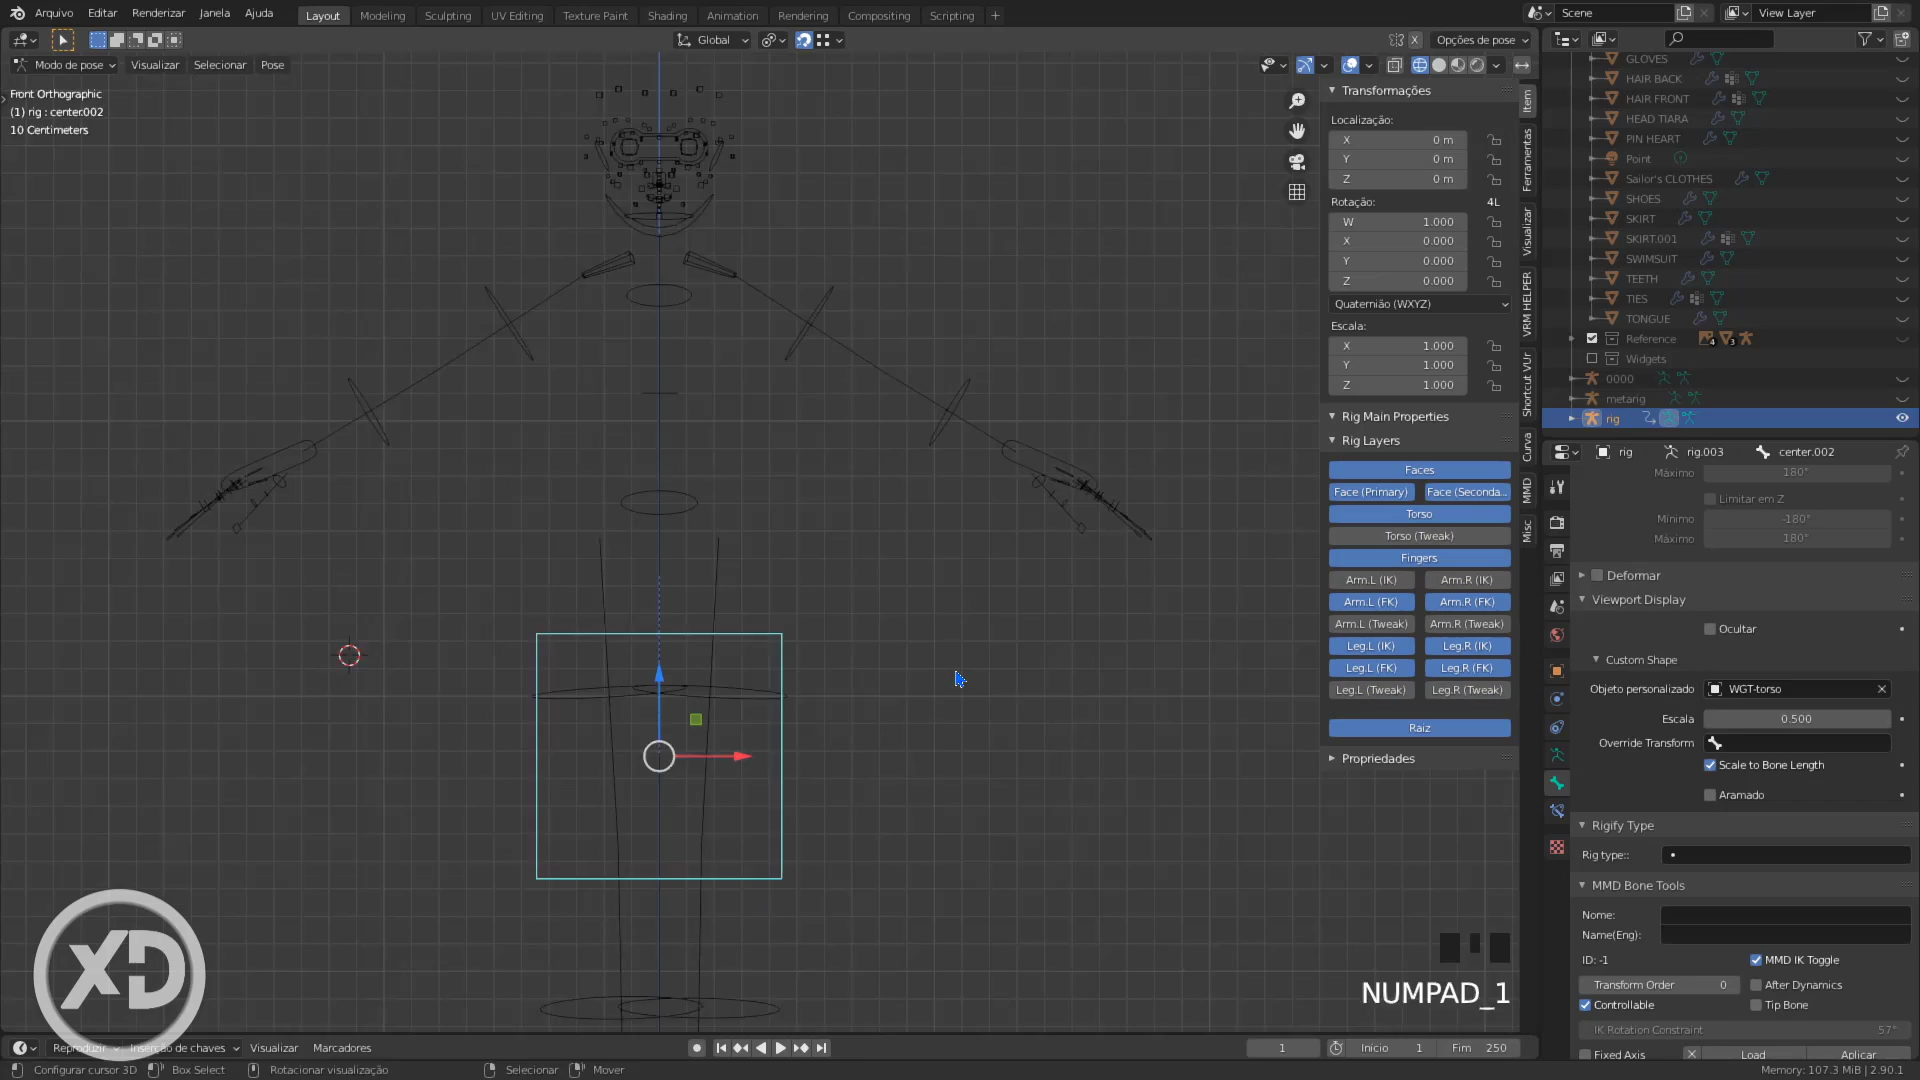 Arquivo Editar Renderizar Janela Ajuda
Layout Modeling Sculpting UV Editing Texture Paint Shading Animation Rendering Compositing Scripting +
Scene
View Layer
Global
X
Opções de pose
Modo de pose
Visualizar Selecionar Pose
Front Orthographic
(1) rig : center.002
10 Centimeters
Transformações
Localização:
X 0 m
Y 0 m
Z 0 m
Rotação: 4L
W 1.000
X 0.000
Y 0.000
Z 0.000
Quaternião (WXYZ)
Escala:
X 1.000
Y 1.000
Z 1.000
Rig Main Properties
Rig Layers
Faces
Face (Primary) Face (Seconda...
Torso
Torso (Tweak)
Fingers
Arm.L (IK) Arm.R (IK)
Arm.L (FK) Arm.R (FK)
Arm.L (Tweak) Arm.R (Tweak)
Leg.L (IK) Leg.R (IK)
Leg.L (FK) Leg.R (FK)
Leg.L (Tweak) Leg.R (Tweak)
Raiz
Propriedades
Item
Ferramentas
Visualizar
VRM HELPER
Shortcut VUr
Curva
MMD
Misc
GLOVES
HAIR BACK
HAIR FRONT
HEAD TIARA
PIN HEART
Point
Sailor's CLOTHES
SHOES
SKIRT
SKIRT.001
SWIMSUIT
TEETH
TIES
TONGUE
Reference 4 3
Widgets
0000
metarig
rig
rig rig.003 center.002
Máximo 180°
Limitar em Z
Mínimo -180°
Máximo 180°
Deformar
Viewport Display
Ocultar
Custom Shape
Objeto personalizado WGT-torso
Escala 0.500
Override Transform
Scale to Bone Length
Aramado
Rigify Type
Rig type::
MMD Bone Tools
Nome:
Name(Eng):
ID: -1 MMD IK Toggle
Transform Order 0 After Dynamics
Controllable Tip Bone
IK Rotation Constraint 57°
Fixed Axis Load Aplicar
XD
NUMPAD_1
Reproduzir Inserção de chaves Visualizar Marcadores
1 Início 1 Fim 250
Configurar cursor 3D Box Select Rotacionar visualização Selecionar Mover
Memory: 107.3 MiB | 2.90.1